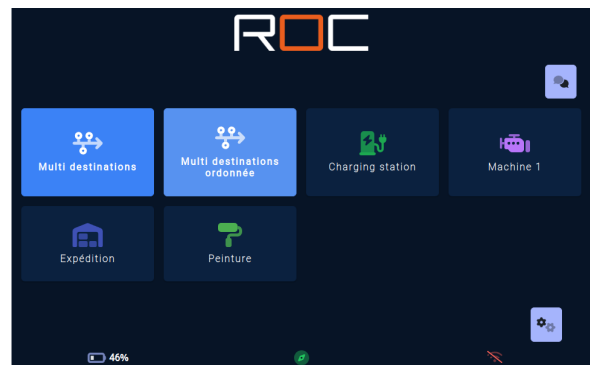 ROC
Multi destinations
Multi destinations
ordonnée
Charging station
Machine 1
Expédition
Peinture
46%